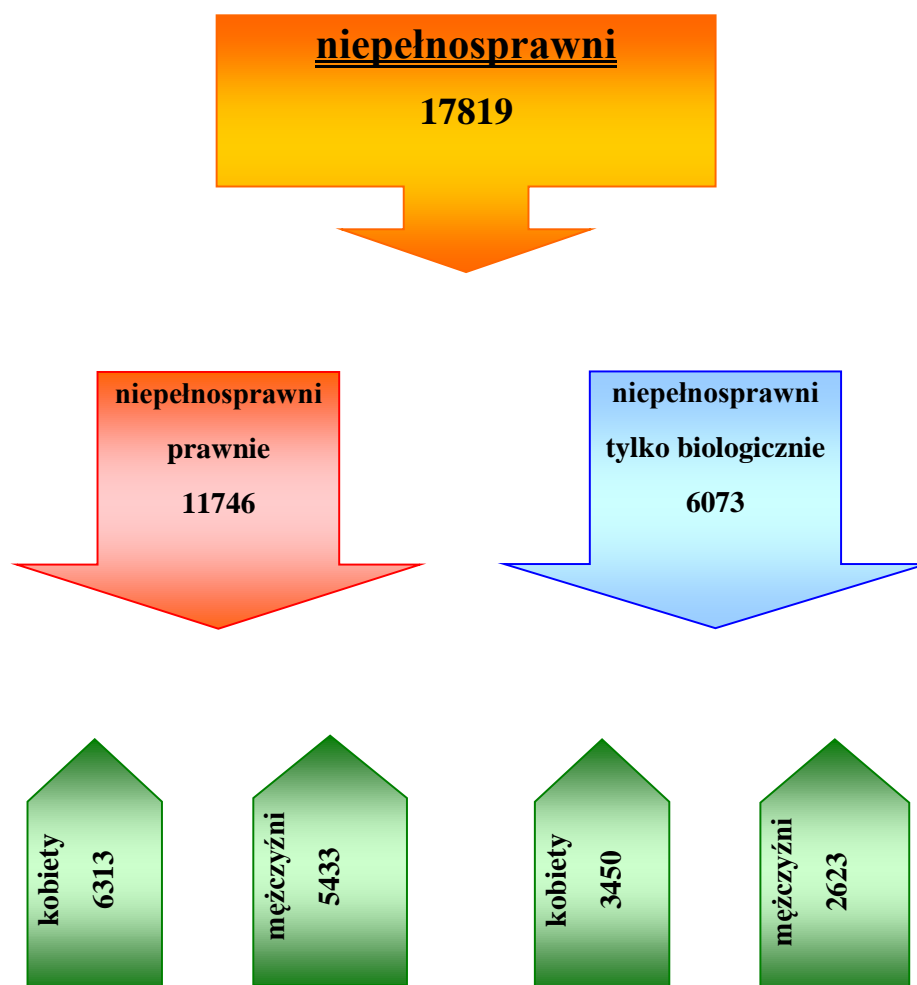 niepełnosprawni
17819
niepełnosprawni
prawnie
11746
niepełnosprawni
tylko biologicznie
6073
kobiety
6313
mężczyźni
5433
kobiety
3450
mężczyźni
2623